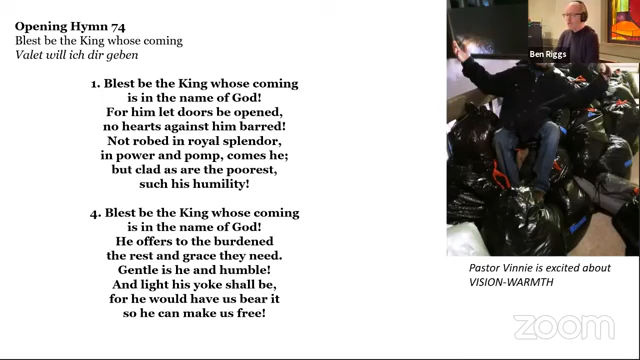 Opening Hymn 74
Blest be the King whose coming
Valet will ich dir geben
1. Blest be the King whose coming
is in the name of God!
For him let doors be opened,
no hearts against him barred!
Not robed in royal splendor,
in power and pomp, comes he;
but clad as are the poorest,
such his humility!
4. Blest be the King whose coming
is in the name of God!
He offers to the burdened
the rest and grace they need.
Gentle is he and humble!
And light his yoke shall be,
for he would have us bear it
so he can make us free!
Ben Riggs
Pastor Vinnie is excited about
VISION-WARMTH
zoom